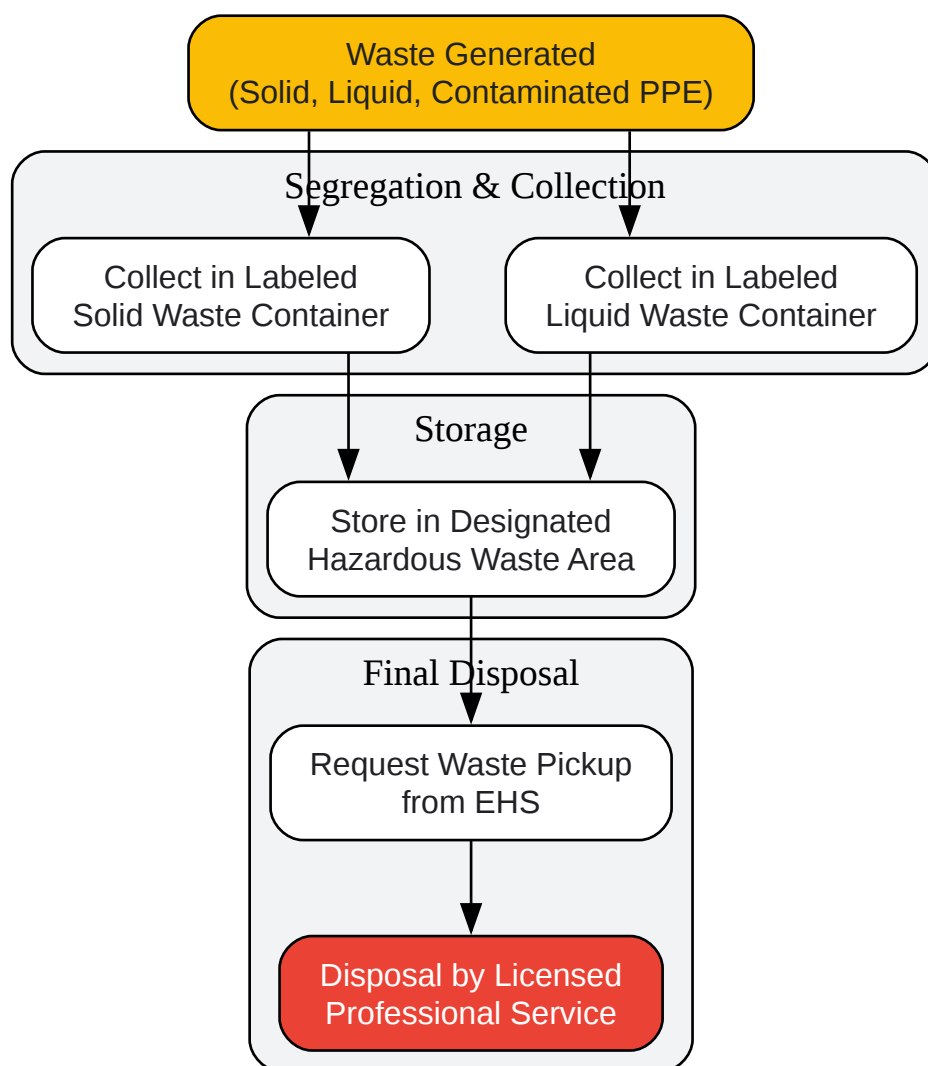 Waste Generated
(Solid, Liquid, Contaminated PPE)
Segregation & Collection
Collect in Labeled
Solid Waste Container
Collect in Labeled
Liquid Waste Container
Storage
Store in Designated
Hazardous Waste Area
Final Disposal
Request Waste Pickup
from EHS
Disposal by Licensed
Professional Service